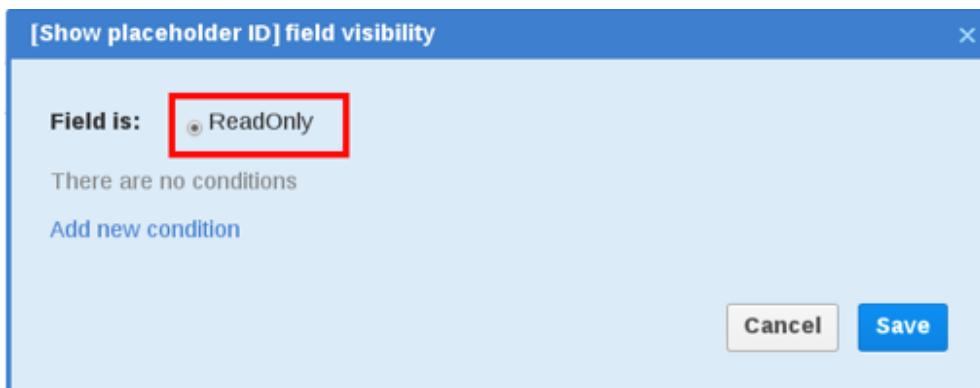 [Show placeholder ID] field visibility
Field is: ReadOnly
There are no conditions
Add new condition
Cancel Save